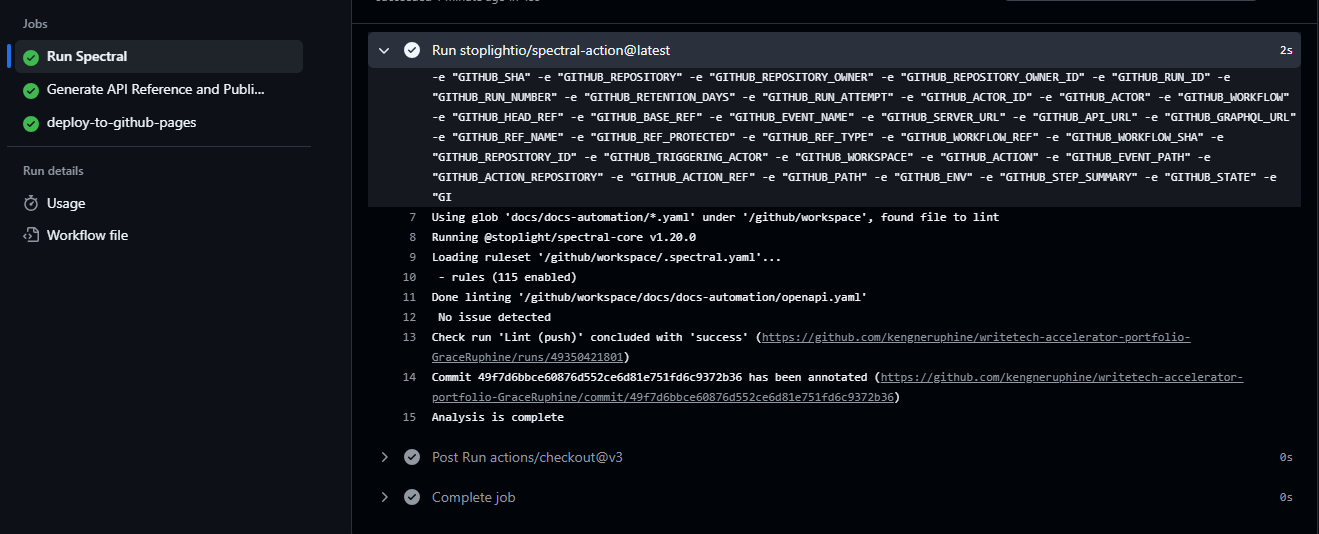 Jobs
Run Spectral
Generate API Reference and Publi...
deploy-to-github-pages
Run details
Usage
Workflow file
Run stoplightio/spectral-action@latest 2s
-e "GITHUB_SHA" -e "GITHUB_REPOSITORY" -e "GITHUB_REPOSITORY_OWNER" -e "GITHUB_REPOSITORY_OWNER_ID" -e "GITHUB_RUN_ID" -e
"GITHUB_RUN_NUMBER" -e "GITHUB_RETENTION_DAYS" -e "GITHUB_RUN_ATTEMPT" -e "GITHUB_ACTOR_ID" -e "GITHUB_ACTOR" -e "GITHUB_WORKFLOW"
-e "GITHUB_HEAD_REF" -e "GITHUB_BASE_REF" -e "GITHUB_EVENT_NAME" -e "GITHUB_SERVER_URL" -e "GITHUB_API_URL" -e "GITHUB_GRAPHQL_URL"
-e "GITHUB_REF_NAME" -e "GITHUB_REF_PROTECTED" -e "GITHUB_REF_TYPE" -e "GITHUB_WORKFLOW_REF" -e "GITHUB_WORKFLOW_SHA" -e
"GITHUB_REPOSITORY_ID" -e "GITHUB_TRIGGERING_ACTOR" -e "GITHUB_WORKSPACE" -e "GITHUB_ACTION" -e "GITHUB_EVENT_PATH" -e
"GITHUB_ACTION_REPOSITORY" -e "GITHUB_ACTION_REF" -e "GITHUB_PATH" -e "GITHUB_ENV" -e "GITHUB_STEP_SUMMARY" -e "GITHUB_STATE" -e
"GI
7 Using glob 'docs/docs-automation/*.yaml' under '/github/workspace', found file to lint
8 Running @stoplight/spectral-core v1.20.0
9 Loading ruleset '/github/workspace/.spectral.yaml'...
10 - rules (115 enabled)
11 Done linting '/github/workspace/docs/docs-automation/openapi.yaml'
12 No issue detected
13 Check run 'Lint (push)' concluded with 'success' (https://github.com/kengneruphine/writetech-accelerator-portfolio-
GraceRuphine/runs/49350421801)
14 Commit 49f7d6bbce60876d552ce6d81e751fd6c9372b36 has been annotated (https://github.com/kengneruphine/writetech-accelerator-
portfolio-GraceRuphine/commit/49f7d6bbce60876d552ce6d81e751fd6c9372b36)
15 Analysis is complete
Post Run actions/checkout@v3 0s
Complete job 0s